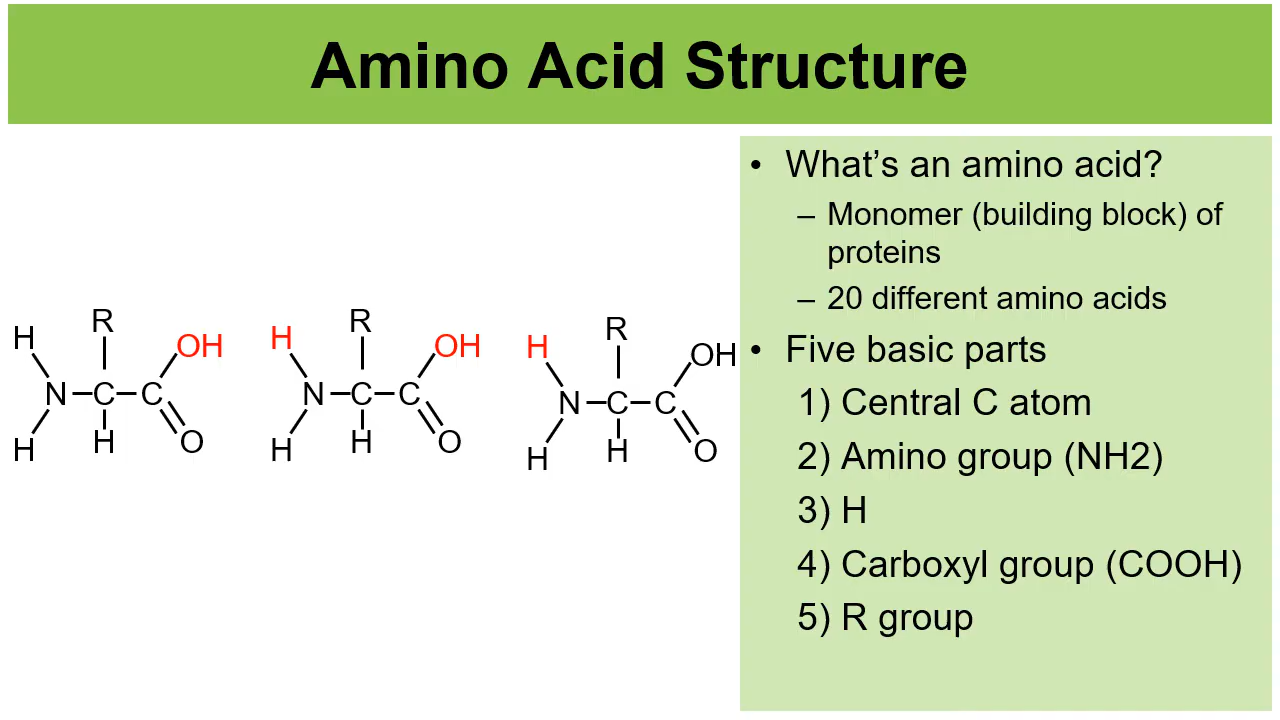 Amino Acid Structure
• What’s an amino acid?
– Monomer (building block) of
proteins
– 20 different amino acids
• Five basic parts
1) Central C atom
2) Amino group (NH2)
3) H
4) Carboxyl group (COOH)
5) R group
R R R
H OH H OH H OH
N C C N C C N C C
H H O H H O H H O